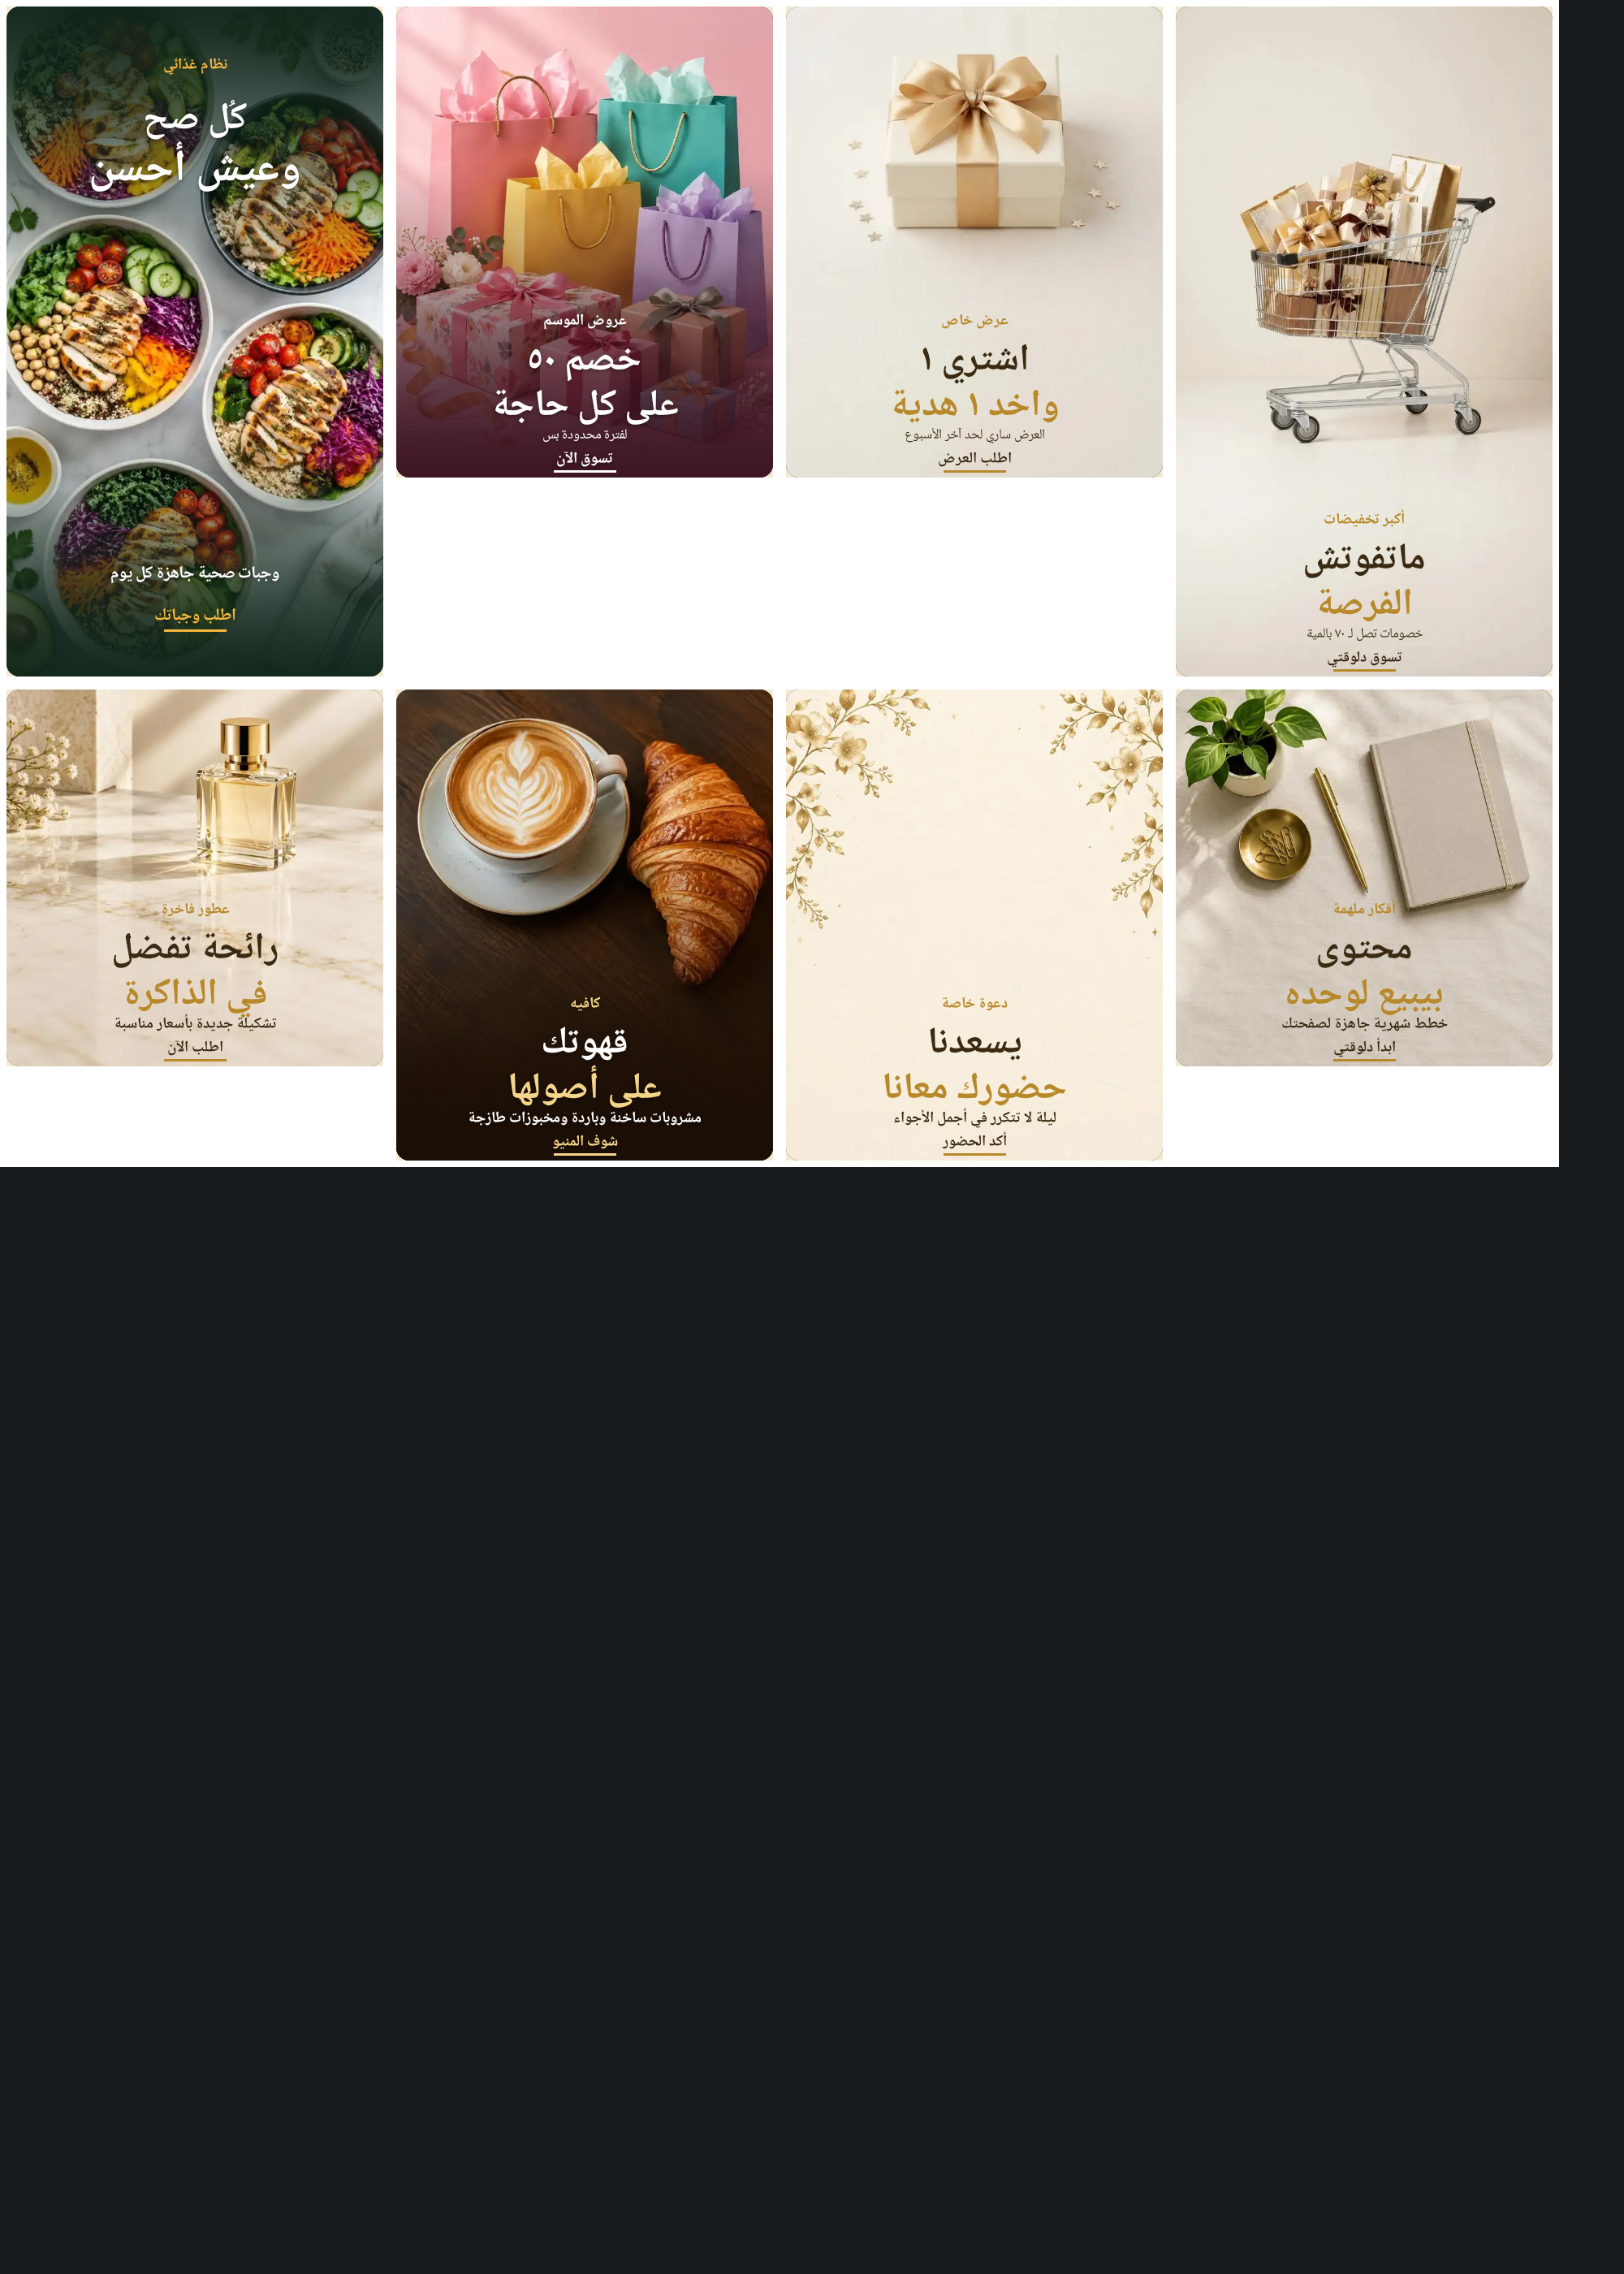 نظام غذائي
كُل صح
وعيش أحسن
وجبات صحية جاهزة كل يوم
اطلب وجباتك
عروض الموسم
خصم ٥٠
على كل حاجة
لفترة محدودة بس
تسوق الآن
عرض خاص
اشتري ١
واخد ١ هدية
العرض ساري لحد آخر الأسبوع
اطلب العرض
أكبر تخفيضات
ماتفوتش
الفرصة
خصومات تصل لـ ٧٠ بالمية
تسوق دلوقتي
عطور فاخرة
رائحة تفضل
في الذاكرة
تشكيلة جديدة بأسعار مناسبة
اطلب الآن
كافيه
قهوتك
على أصولها
مشروبات ساخنة وباردة ومخبوزات طازجة
شوف المنيو
دعوة خاصة
يسعدنا
حضورك معانا
ليلة لا تتكرر في أجمل الأجواء
أكد الحضور
أفكار ملهمة
محتوى
بيبيع لوحده
خطط شهرية جاهزة لصفحتك
ابدأ دلوقتي